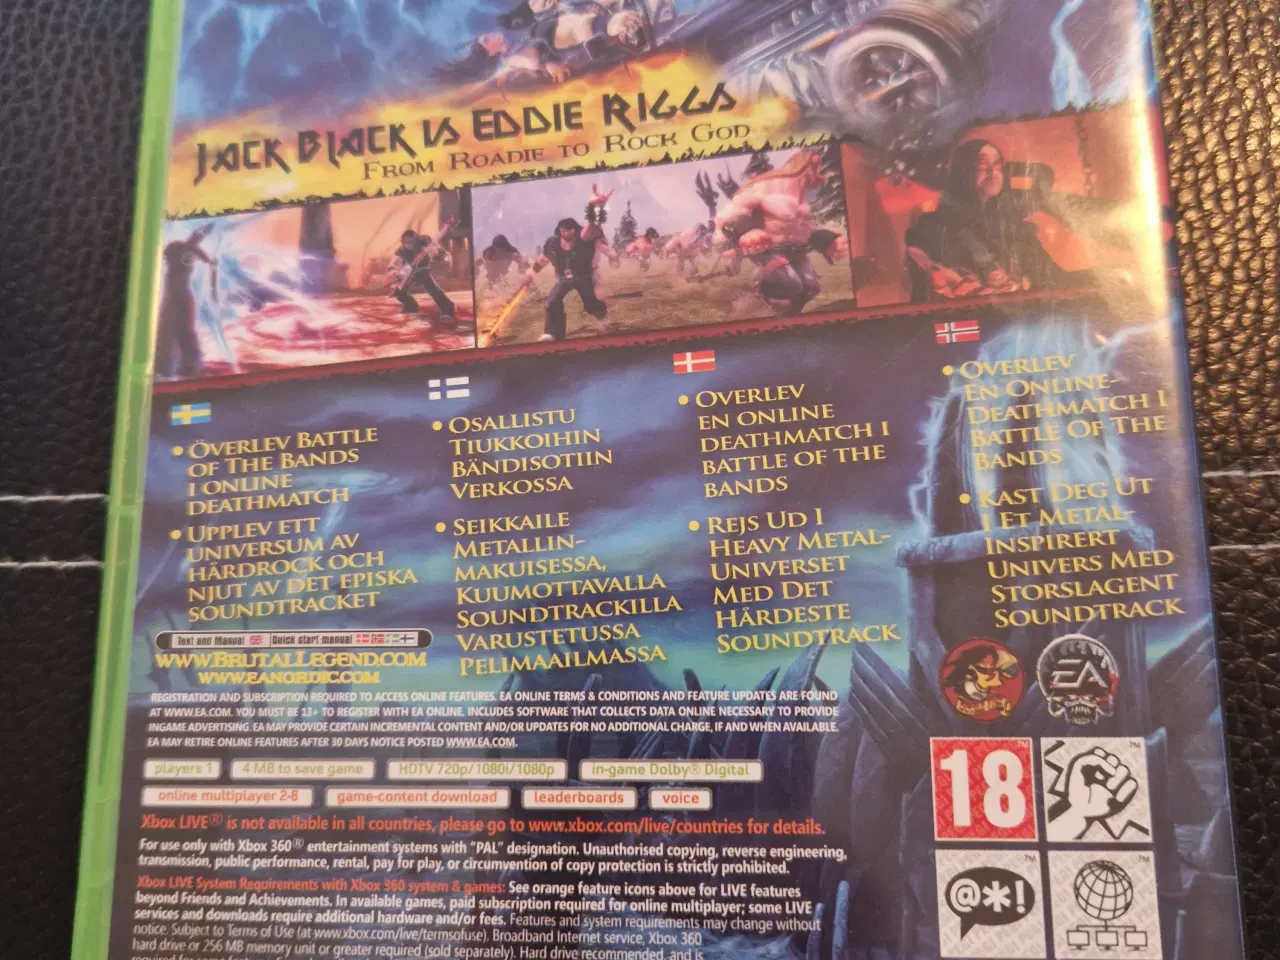 JACK BLACK IS EDDIE RIGGS
FROM ROADIE TO ROCK GOD
• ÖVERLEV BATTLE
OF THE BANDS
I ONLINE
DEATHMATCH
• UPPLEV ETT
UNIVERSUM AV
HÅRDROCK OCH
NJUT AV DET EPISKA
SOUNDTRACKET
• OSALLISTU
TIUKKOIHIN
BÄNDISOTIIN
VERKOSSA
• SEIKKAILE
METALLIN-
MAKUISESSA,
KUUMOTTAVALLA
SOUNDTRACKILLA
VARUSTETUSSA
PELIMAAILMASSA
• OVERLEV
EN ONLINE
DEATHMATCH I
BATTLE OF THE
BANDS
• REJS UD I
HEAVY METAL-
UNIVERSET
MED DET
HÅRDESTE
SOUNDTRACK
• OVERLEV
EN ONLINE-
DEATHMATCH I
BATTLE OF THE
BANDS
• KAST DEG UT
I ET METAL-
INSPIRERT
UNIVERS MED
STORSLAGENT
SOUNDTRACK
Text and Manual Quick start manual
WWW.BRUTALLEGEND.COM
WWW.EANORDIC.COM
REGISTRATION AND SUBSCRIPTION REQUIRED TO ACCESS ONLINE FEATURES. EA ONLINE TERMS & CONDITIONS AND FEATURE UPDATES ARE FOUND
AT WWW.EA.COM. YOU MUST BE 13+ TO REGISTER WITH EA ONLINE. INCLUDES SOFTWARE THAT COLLECTS DATA ONLINE NECESSARY TO PROVIDE
INGAME ADVERTISING. EA MAY PROVIDE CERTAIN INCREMENTAL CONTENT AND/OR UPDATES FOR NO ADDITIONAL CHARGE, IF AND WHEN AVAILABLE.
EA MAY RETIRE ONLINE FEATURES AFTER 30 DAYS NOTICE POSTED WWW.EA.COM.
players 1 4 MB to save game HDTV 720p/1080i/1080p in-game Dolby® Digital
online multiplayer 2-8 game-content download leaderboards voice
Xbox LIVE® is not available in all countries, please go to www.xbox.com/live/countries for details.
For use only with Xbox 360® entertainment systems with "PAL" designation. Unauthorised copying, reverse engineering,
transmission, public performance, rental, pay for play, or circumvention of copy protection is strictly prohibited.
Xbox LIVE System Requirements with Xbox 360 system & games: See orange feature icons above for LIVE features
beyond Friends and Achievements. In available games, paid subscription required for online multiplayer; some LIVE
services and downloads require additional hardware and/or fees. Features and system requirements may change without
notice. Subject to Terms of Use (at www.xbox.com/live/termsofuse). Broadband Internet service, Xbox 360
hard drive or 256 MB memory unit or greater required (sold separately). Hard drive recommended, and is
EA
18 ™ ™
@*! ™ ™